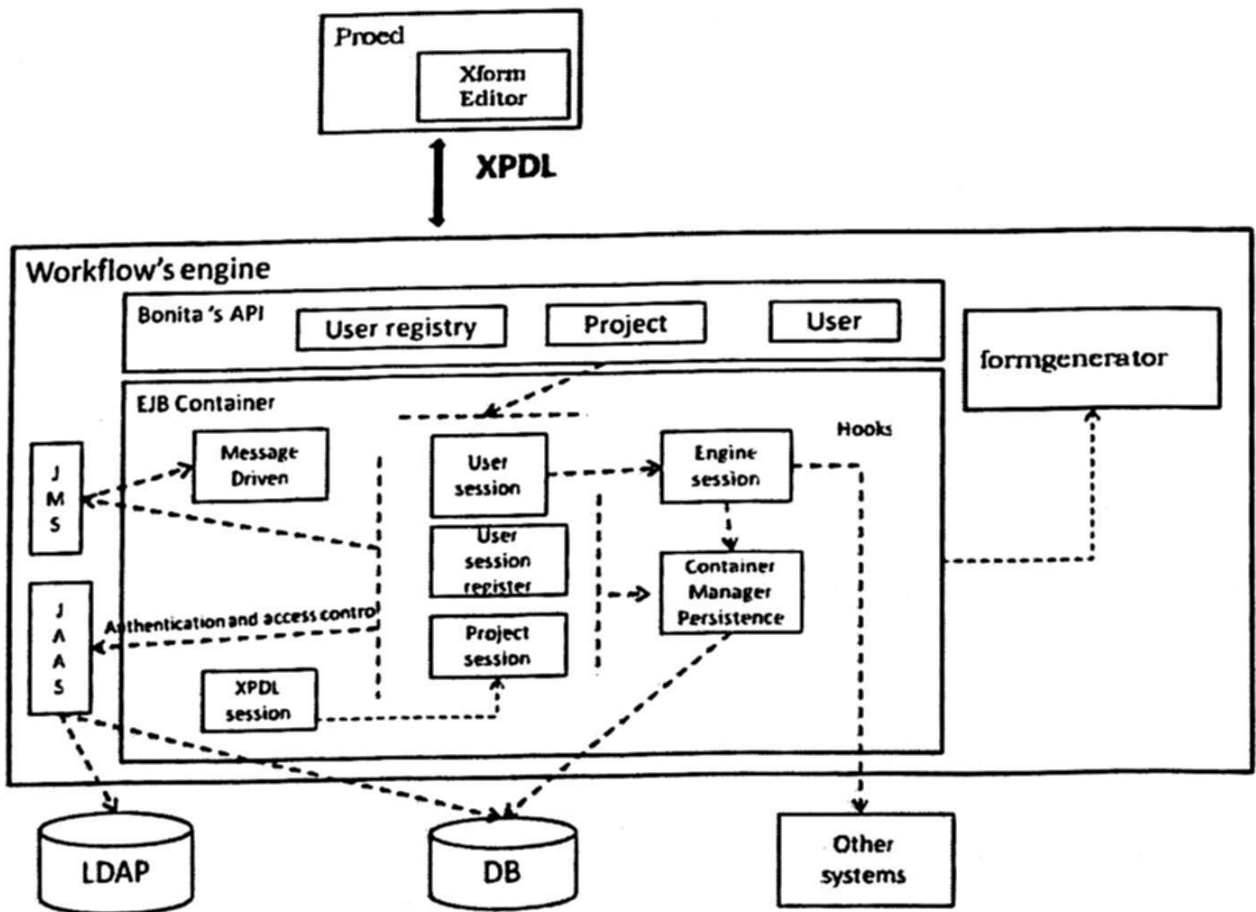 Proed
Xform
Editor
XPDL
Workflow's engine
Bonita's API
User registry
Project
User
formgenerator
EJB Container
Hooks
J
M
S
Message
Driven
User
session
Engine
session
User
session
register
Container
Manager
Persistence
J
A
A
S
Authentication and access control
Project
session
XPDL
session
LDAP
DB
Other
systems